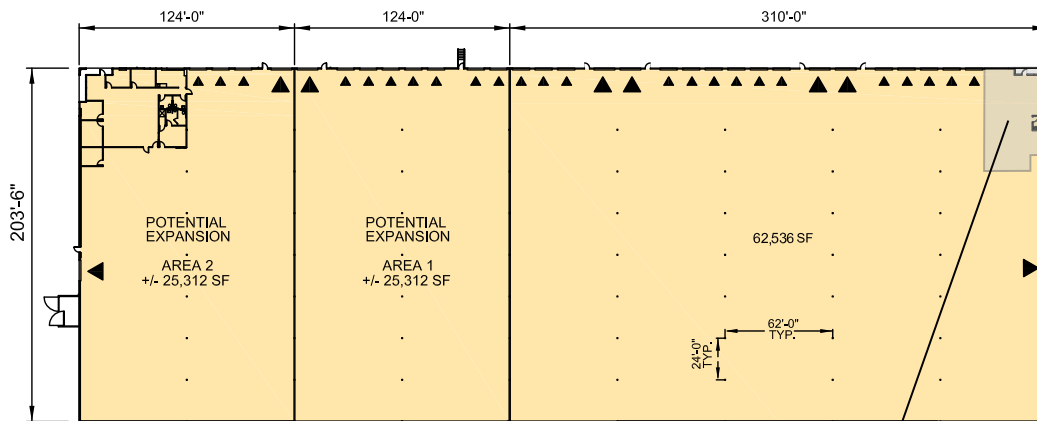 124'-0"
124-0"
310'-0"
203'-6"
POTENTIAL
EXPANSION
AREA 2
+/- 25,312 SF
POTENTIAL
EXPANSION
AREA 1
+/- 25,312 SF
62,536 SF
62'-0"
TYP.
24'-0"
TYP.